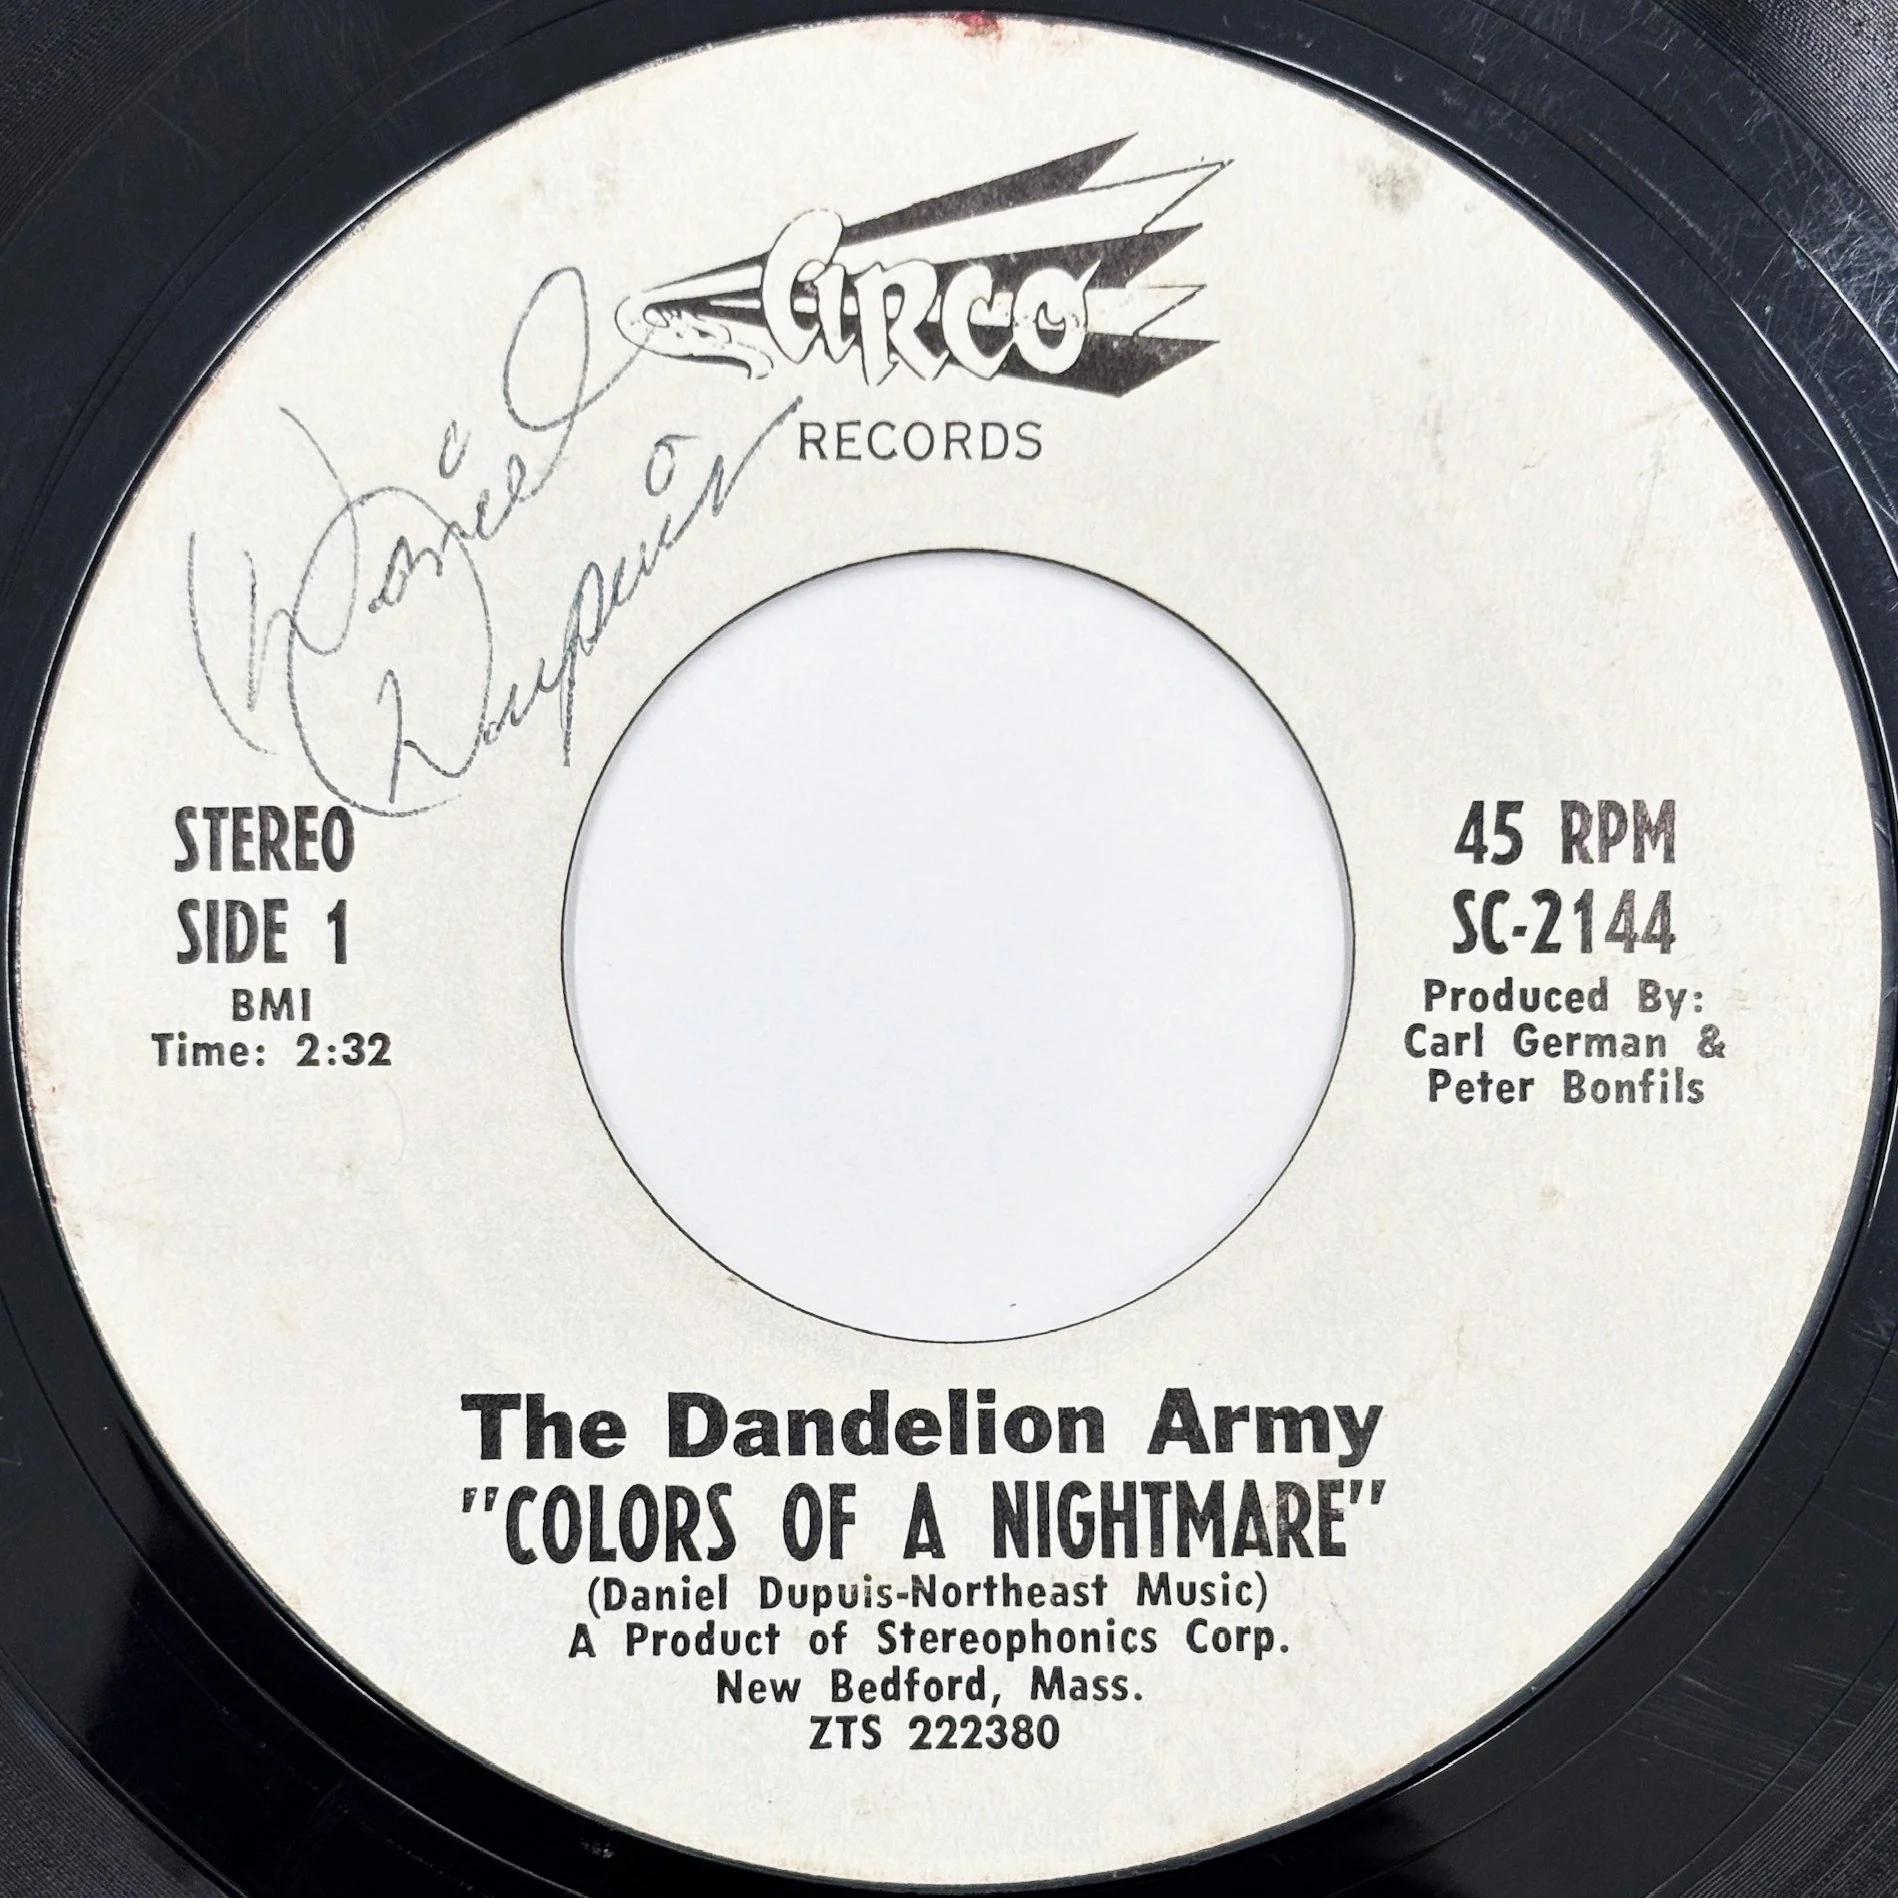 Circo
RECORDS
Daniel
Dupuis
STEREO
SIDE 1
BMI
Time: 2:32
45 RPM
SC-2144
Produced By:
Carl German &
Peter Bonfils
The Dandelion Army
"COLORS OF A NIGHTMARE"
(Daniel Dupuis-Northeast Music)
A Product of Stereophonics Corp.
New Bedford, Mass.
ZTS 222380